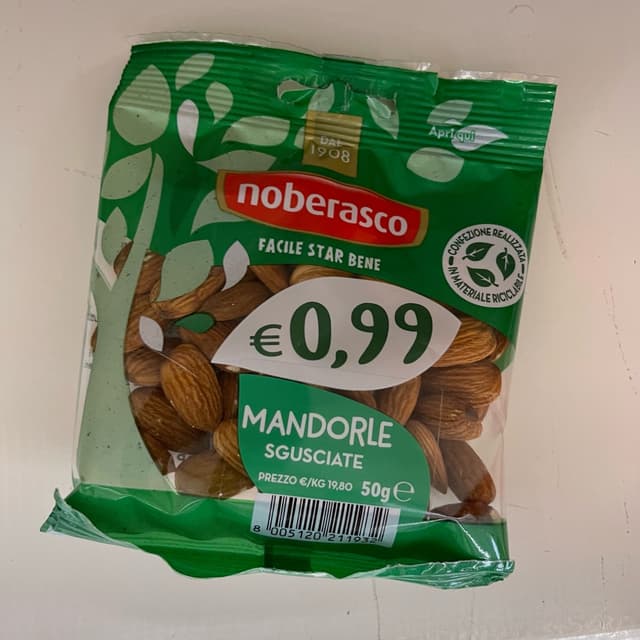 Apri qui
DAL
1908
noberasco
FACILE STAR BENE
CONFEZIONE REALIZZATA
IN MATERIALE RICICLABILE
€0,99
MANDORLE
SGUSCIATE
PREZZO €/KG 19,80 50g e
8 005120 211932